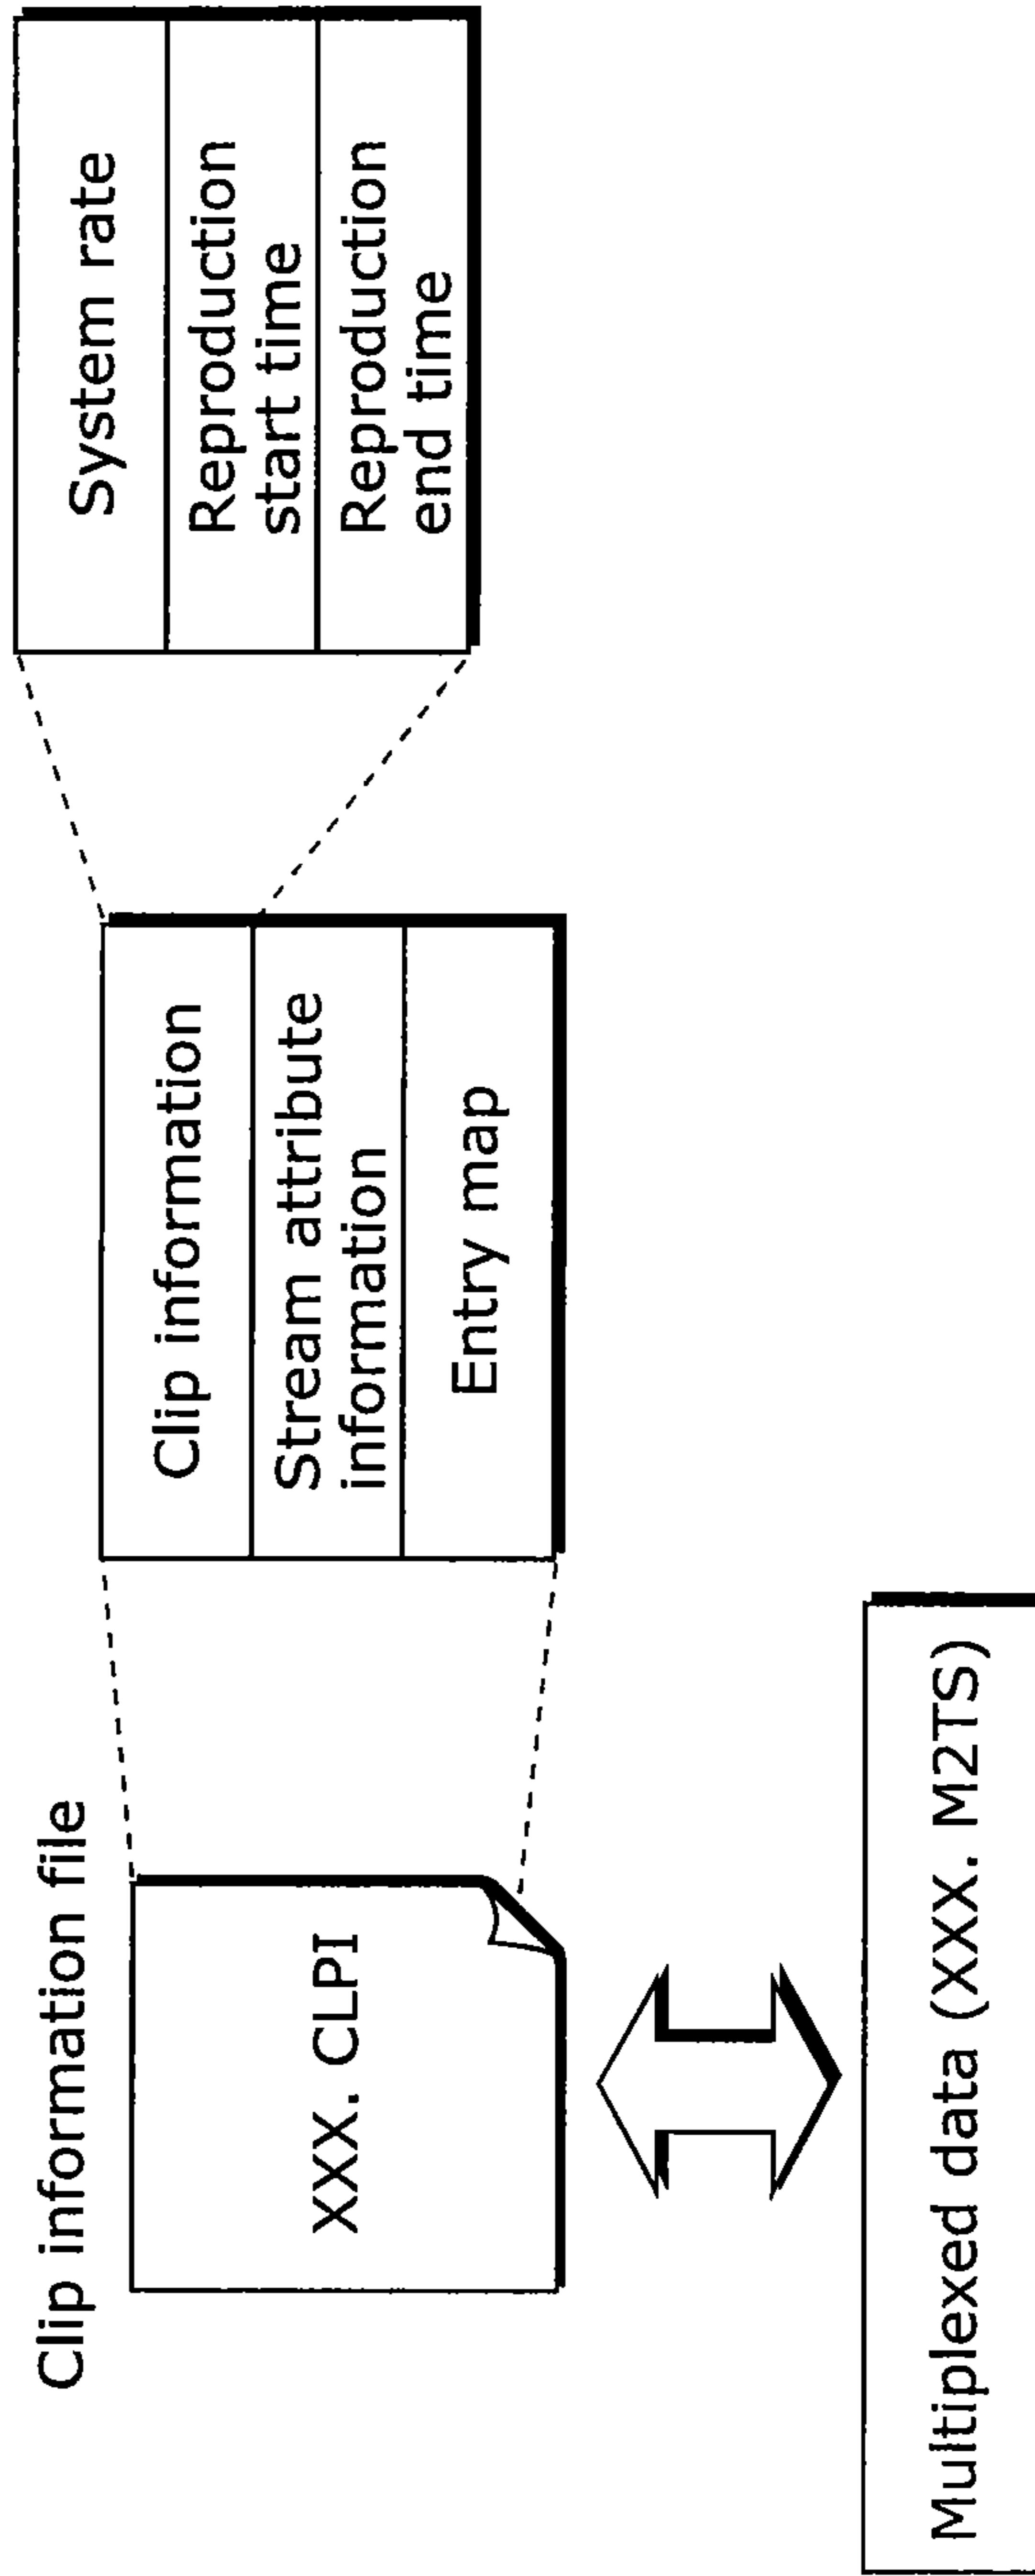 Clip information file
XXX. CLPI
Multiplexed data (XXX. M2TS)
Clip information
Stream attribute
information
Entry map
System rate
Reproduction
start time
Reproduction
end time